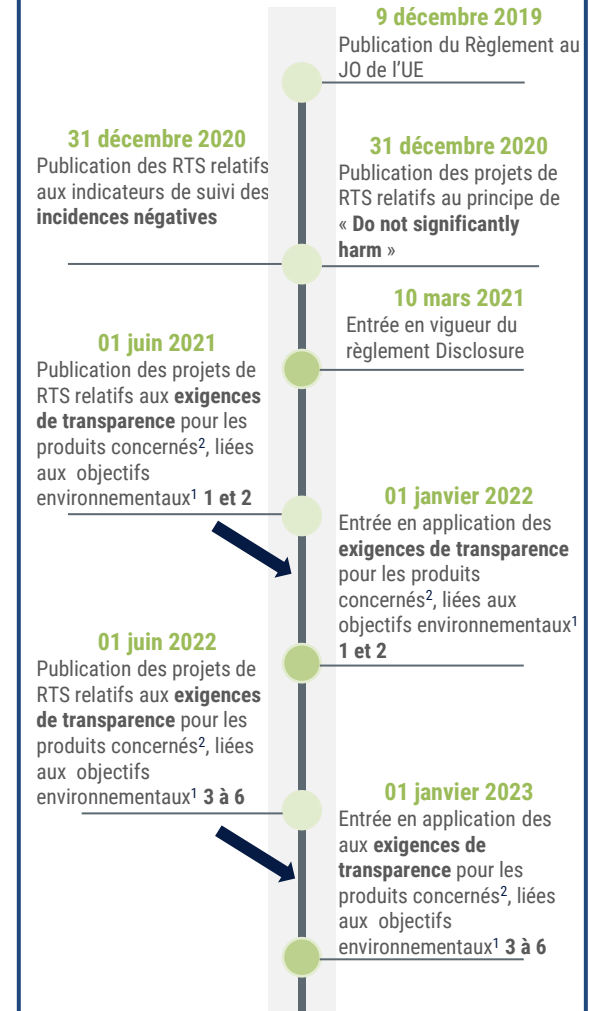 9 décembre 2019
Publication du Règlement au
JO de l'UE
31 décembre 2020
Publication des RTS relatifs
aux indicateurs de suivi des
incidences négatives
31 décembre 2020
Publication des projets de
RTS relatifs au principe de
« Do not significantly
harm »
10 mars 2021
Entrée en vigueur du
règlement Disclosure
01 juin 2021
Publication des projets de
RTS relatifs aux exigences
de transparence pour les
produits concernés², liées
aux objectifs
environnementaux¹ 1 et 2
01 janvier 2022
Entrée en application des
exigences de transparence
pour les produits
concernés², liées aux
objectifs environnementaux¹
1 et 2
01 juin 2022
Publication des projets de
RTS relatifs aux exigences
de transparence pour les
produits concernés², liées
aux objectifs
environnementaux¹ 3 à 6
01 janvier 2023
Entrée en application des
aux exigences de
transparence pour les
produits concernés², liées
aux objectifs
environnementaux¹ 3 à 6